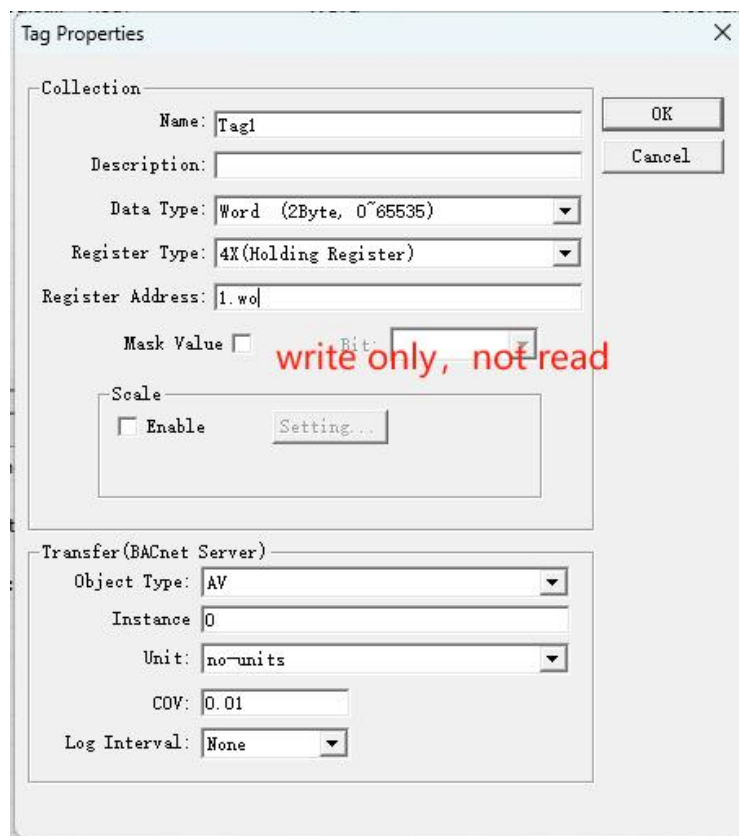 Tag Properties
Collection
Name: Tag1
OK
Description:
Cancel
Data Type: Word (2Byte, 0~65535)
Register Type: 4X(Holding Register)
Register Address: 1.wo
Mask Value Bit:
write only, not read
Scale
Enable Setting...
Transfer(BACnet Server)
Object Type: AV
Instance 0
Unit: no-units
COV: 0.01
Log Interval: None